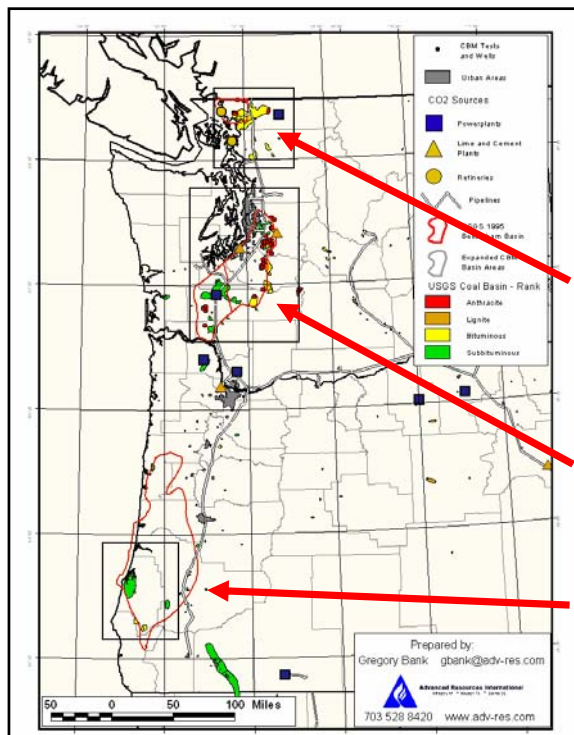 CBM Tests
and Wells
Urban Areas
CO2 Sources
Powerplants
Lime and Cement
Plants
Refineries
Pipelines
1995
Basin
Expanded CBM
Basin Areas
USGS Coal Basin - Rank
Anthracite
Lignite
Bituminous
Subbituminous
Prepared by:
Gregory Bank gbank@adv-res.com
Advanced Resources International
703 528 8420 www.adv-res.com
50 0 50 100 Miles